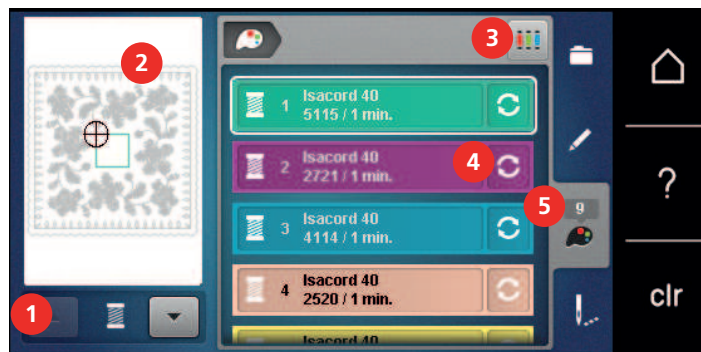 2
3
1
Isacord 40
5115 / 1 min.
4
2
Isacord 40
2721 / 1 min.
?
5
9
3
Isacord 40
4114 / 1 min.
1
4
Isacord 40
2520 / 1 min.
clr
Isacord 40